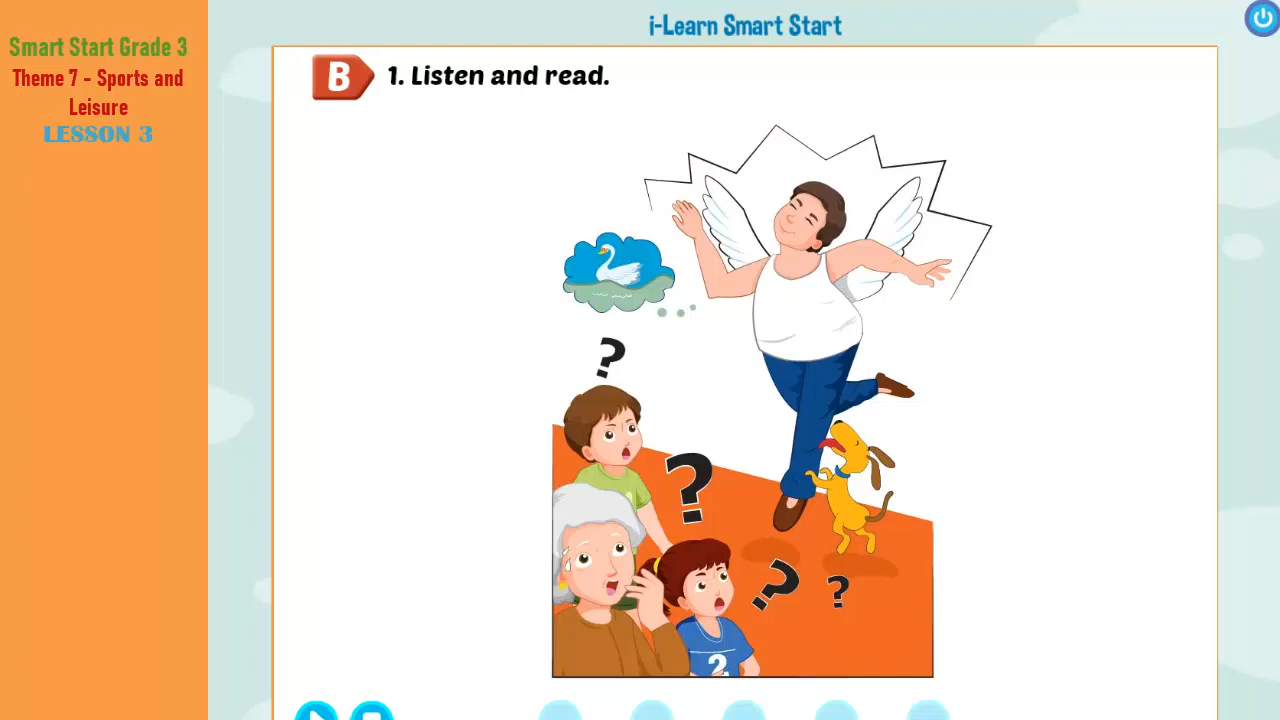 Smart Start Grade 3
Theme 7 - Sports and
Leisure
LESSON 3
i-Learn Smart Start
B
1. Listen and read.
?
?
?
?
2